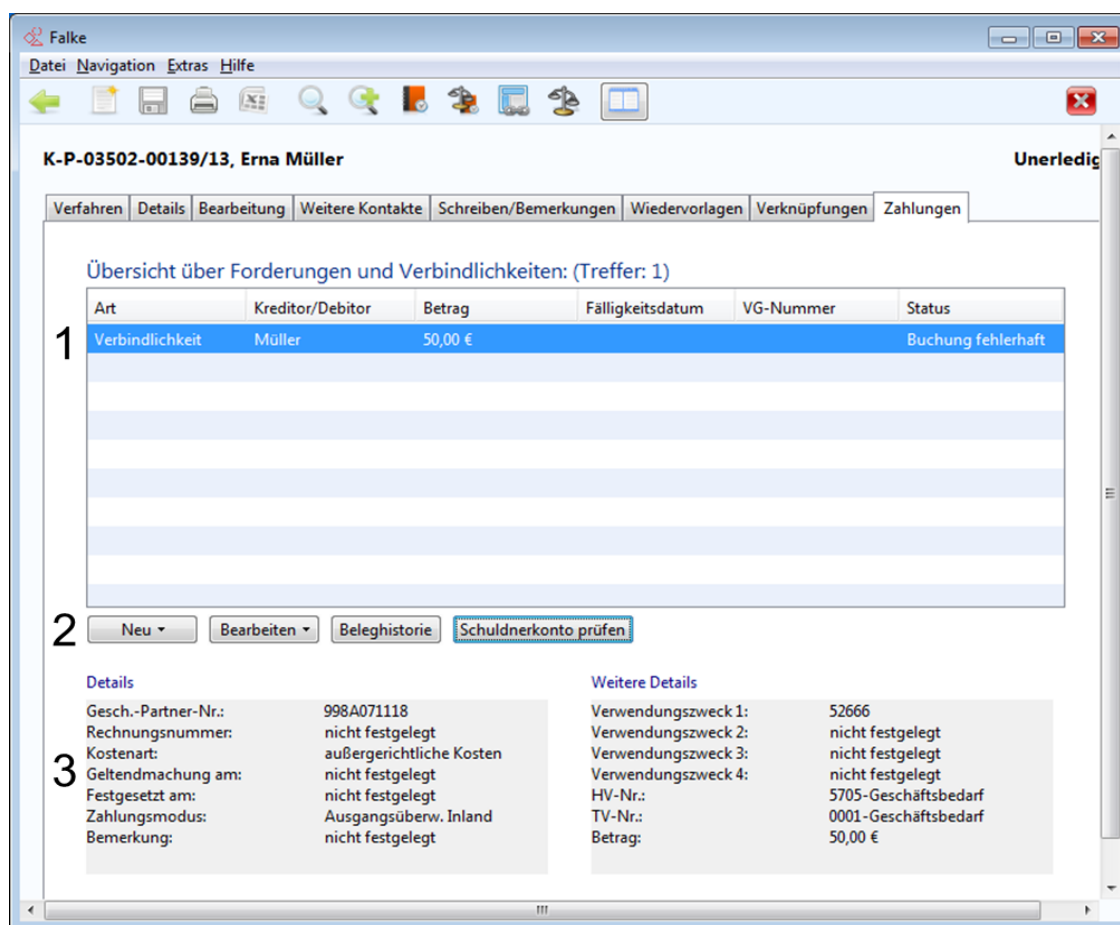 Falke
Datei Navigation Extras Hilfe
K-P-03502-00139/13, Erna Müller Unerledig
Verfahren Details Bearbeitung Weitere Kontakte Schreiben/Bemerkungen Wiedervorlagen Verknüpfungen Zahlungen
Übersicht über Forderungen und Verbindlichkeiten: (Treffer: 1)
Art Kreditor/Debitor Betrag Fälligkeitsdatum VG-Nummer Status
1 Verbindlichkeit Müller 50,00 € Buchung fehlerhaft
2 Neu Bearbeiten Beleghistorie Schuldnerkonto prüfen
Details Weitere Details
Gesch.-Partner-Nr.: 998A071118 Verwendungszweck 1: 52666
Rechnungsnummer: nicht festgelegt Verwendungszweck 2: nicht festgelegt
Kostenart: außergerichtliche Kosten Verwendungszweck 3: nicht festgelegt
3 Geltendmachung am: nicht festgelegt Verwendungszweck 4: nicht festgelegt
Festgesetzt am: nicht festgelegt HV-Nr.: 5705-Geschäftsbedarf
Zahlungsmodus: Ausgangsüberw. Inland TV-Nr.: 0001-Geschäftsbedarf
Bemerkung: nicht festgelegt Betrag: 50,00 €